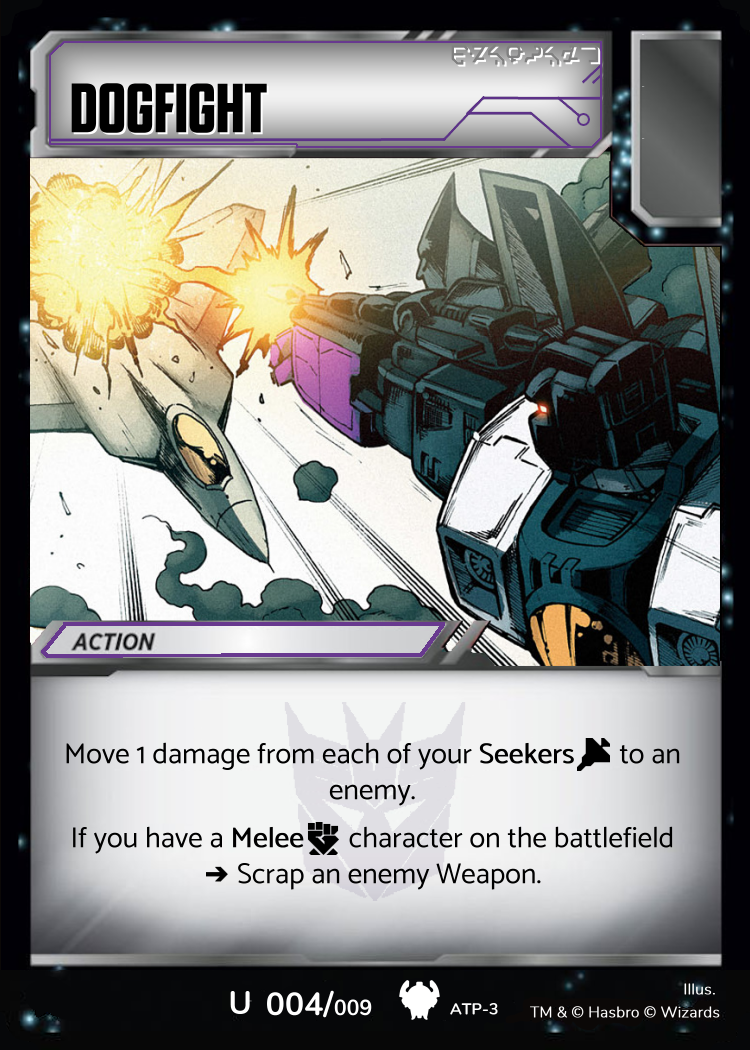 DOGFIGHT
ACTION
Move 1 damage from each of your Seekers to an
enemy.
If you have a Melee character on the battlefield
➔ Scrap an enemy Weapon.
U 004/009
ATP-3
Illus.
TM & © Hasbro © Wizards